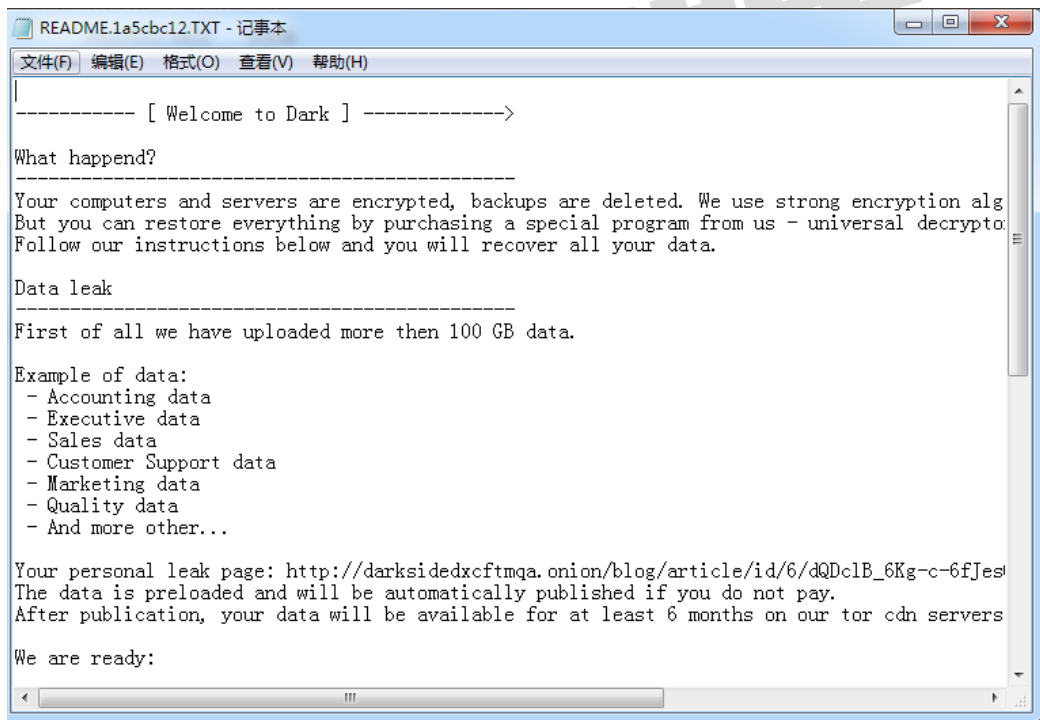 README.1a5cbc12.TXT - 记事本
文件(F) 编辑(E) 格式(O) 查看(V) 帮助(H)
----------- [ Welcome to Dark ] ------------->
What happend?
----------------------------------------------
Your computers and servers are encrypted, backups are deleted. We use strong encryption alg
But you can restore everything by purchasing a special program from us - universal decrypto
Follow our instructions below and you will recover all your data.
Data leak
----------------------------------------------
First of all we have uploaded more then 100 GB data.
Example of data:
- Accounting data
- Executive data
- Sales data
- Customer Support data
- Marketing data
- Quality data
- And more other...
Your personal leak page: http://darksidedxcftmqa.onion/blog/article/id/6/dQDclB_6Kg-c-6fJes
The data is preloaded and will be automatically published if you do not pay.
After publication, your data will be available for at least 6 months on our tor cdn servers
We are ready: